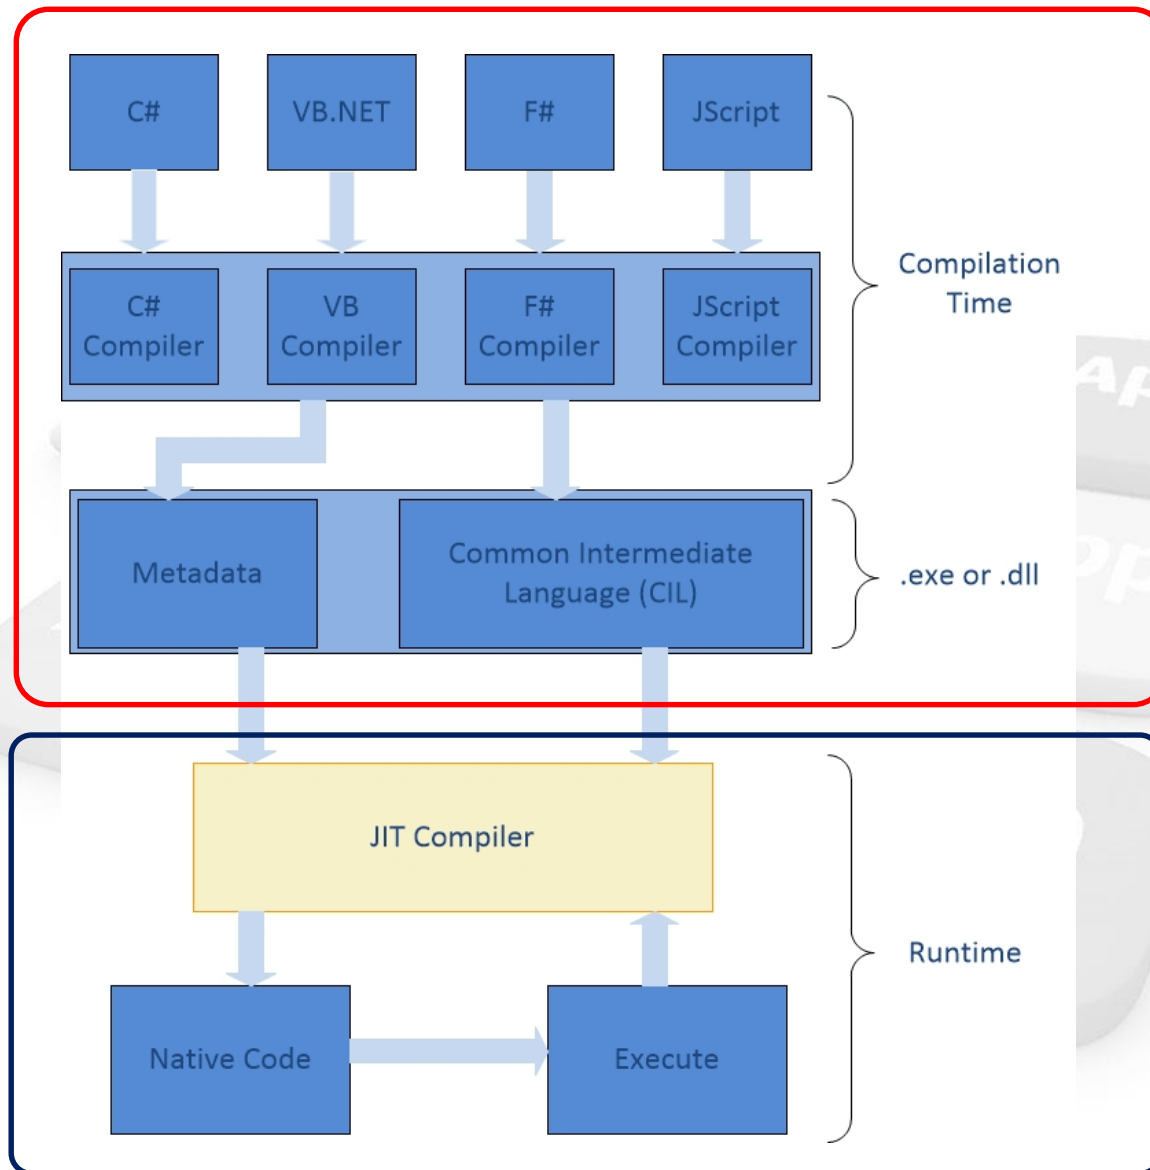 C#
VB.NET
F#
JScript
C#
Compiler
VB
Compiler
F#
Compiler
JScript
Compiler
Compilation
Time
Metadata
Common Intermediate
Language (CIL)
.exe or .dll
JIT Compiler
Runtime
Native Code
Execute